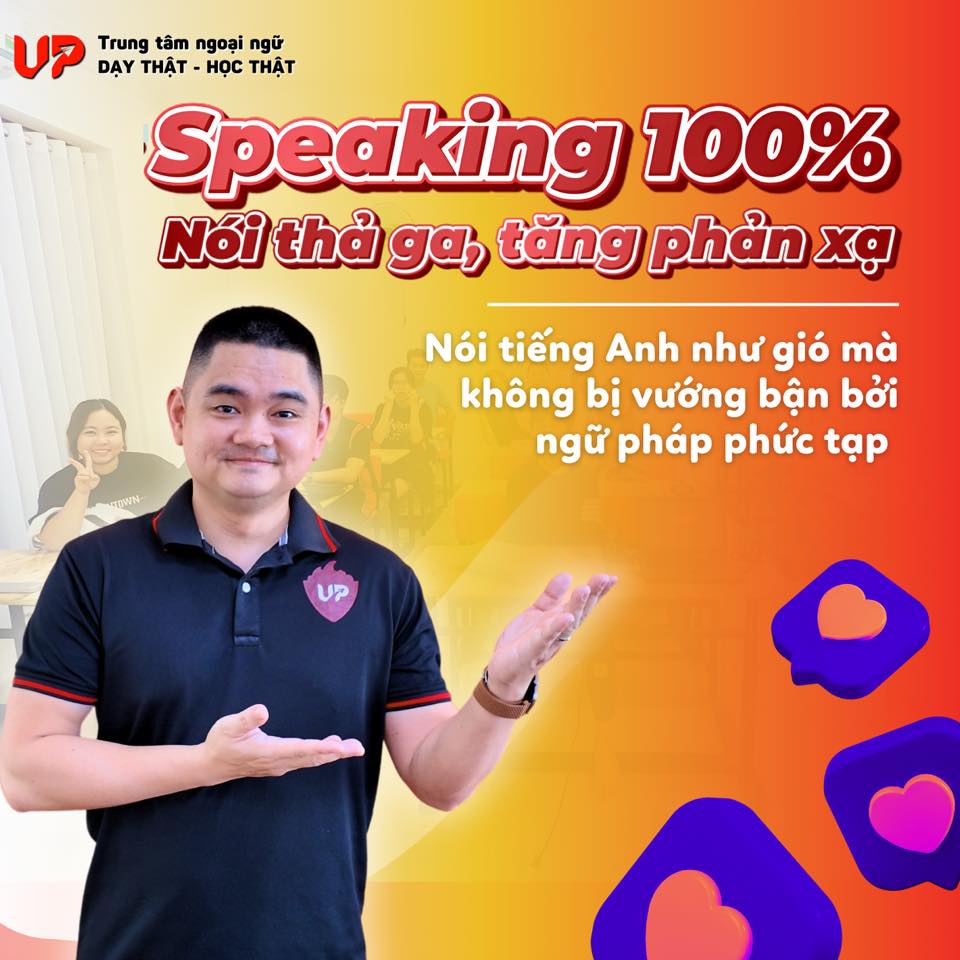 UP
Trung tâm ngoại ngữ
DẠY THẬT - HỌC THẬT
Speaking 100%
Nói thả ga, tăng phản xạ
Nói tiếng Anh như gió mà
không bị vướng bận bởi
ngữ pháp phức tạp
UP